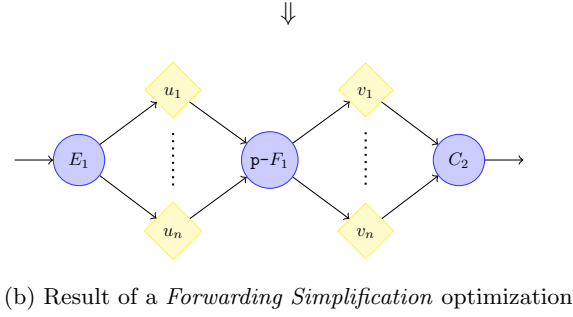 ⇓
u₁ v₁
E₁ p-F₁ C₂
uₙ vₙ
(b) Result of a Forwarding Simplification optimization